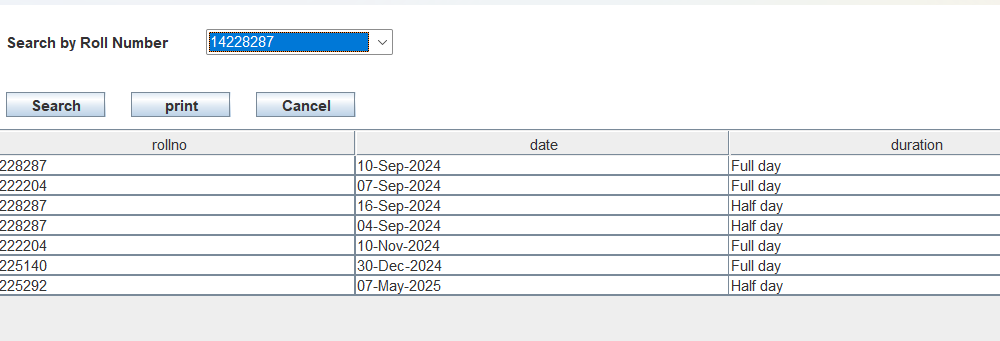 Search by Roll Number 14228287
Search print Cancel
rollno date duration
228287 10-Sep-2024 Full day
222204 07-Sep-2024 Full day
228287 16-Sep-2024 Half day
228287 04-Sep-2024 Half day
222204 10-Nov-2024 Full day
225140 30-Dec-2024 Full day
225292 07-May-2025 Half day